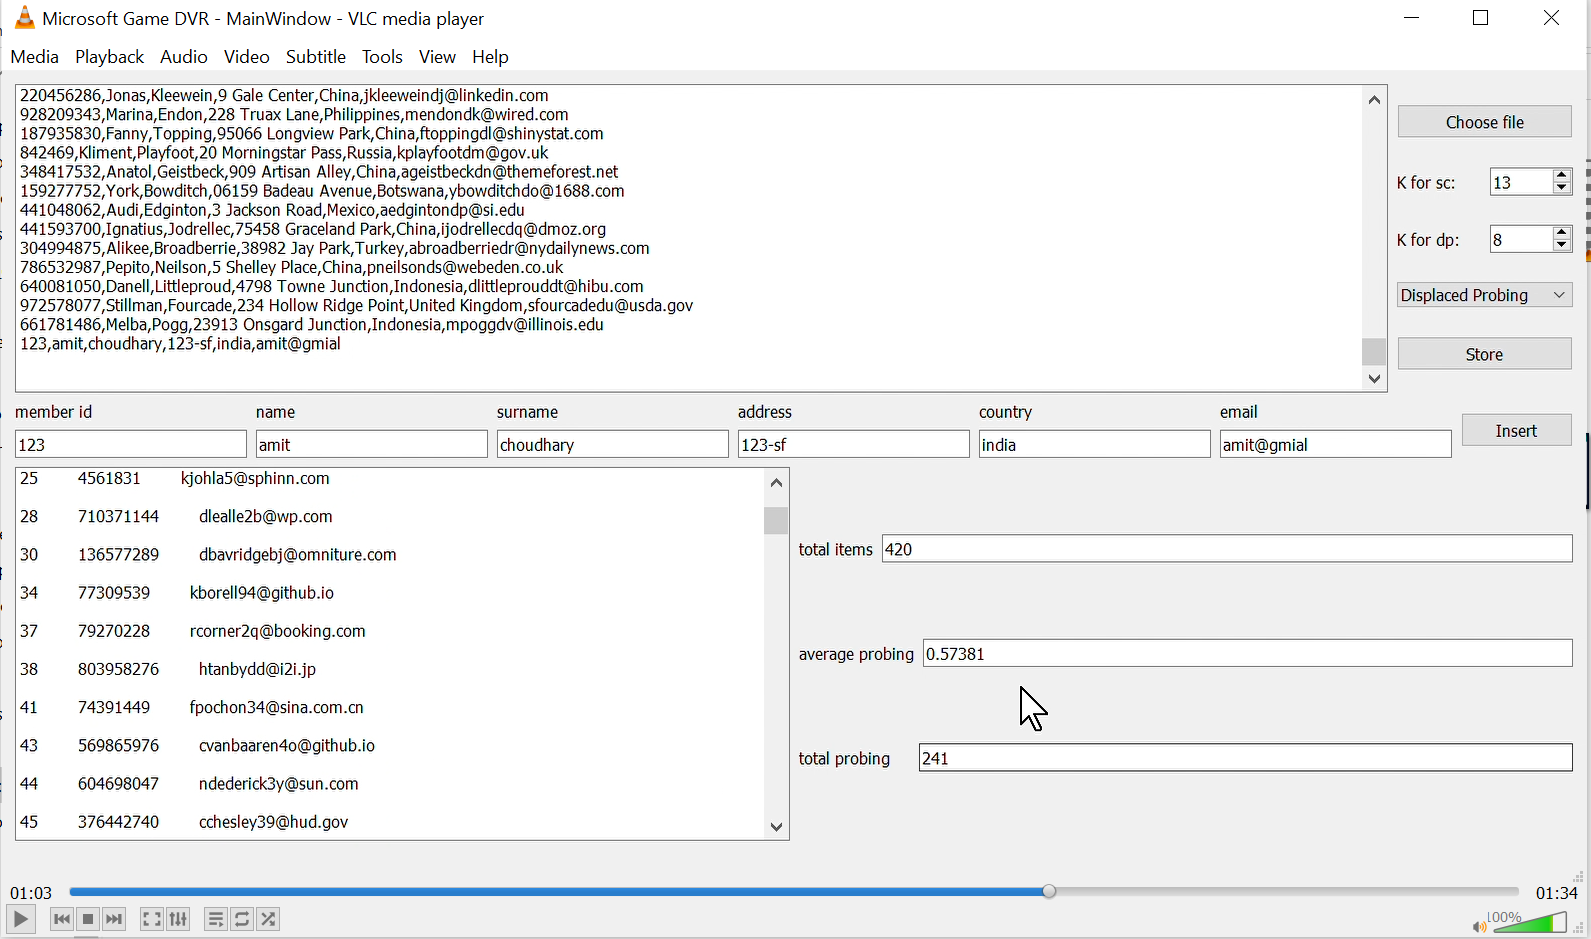 Microsoft Game DVR - MainWindow - VLC media player
Media Playback Audio Video Subtitle Tools View Help
220456286,Jonas,Kleewein,9 Gale Center,China,jkleeweindj@linkedin.com
928209343,Marina,Endon,228 Truax Lane,Philippines,mendondk@wired.com
187935830,Fanny,Topping,95066 Longview Park,China,ftoppingdl@shinystat.com
842469,Kliment,Playfoot,20 Morningstar Pass,Russia,kplayfootdm@gov.uk
348417532,Anatol,Geistbeck,909 Artisan Alley,China,ageistbeckdn@themeforest.net
159277752,York,Bowditch,06159 Badeau Avenue,Botswana,ybowditchdo@1688.com
441048062,Audi,Edginton,3 Jackson Road,Mexico,aedgintondp@si.edu
441593700,Ignatius,Jodrellec,75458 Graceland Park,China,ijodrellecdq@dmoz.org
304994875,Alikee,Broadberrie,38982 Jay Park,Turkey,abroadberriedr@nydailynews.com
786532987,Pepito,Neilson,5 Shelley Place,China,pneilsonds@webeden.co.uk
640081050,Danell,Littleproud,4798 Towne Junction,Indonesia,dlittleprouddt@hibu.com
972578077,Stillman,Fourcade,234 Hollow Ridge Point,United Kingdom,sfourcadedu@usda.gov
661781486,Melba,Pogg,23913 Onsgard Junction,Indonesia,mpoggdv@illinois.edu
123,amit,choudhary,123-sf,india,amit@gmial
Choose file
K for sc: 13
K for dp: 8
Displaced Probing
Store
member id name surname address country email
123 amit choudhary 123-sf india amit@gmial
Insert
25 4561831 kjohla5@sphinn.com
28 710371144 dlealle2b@wp.com
30 136577289 dbavridgebj@omniture.com
34 77309539 kborell94@github.io
37 79270228 rcorner2q@booking.com
38 803958276 htanbydd@i2i.jp
41 74391449 fpochon34@sina.com.cn
43 569865976 cvanbaaren4o@github.io
44 604698047 ndederick3y@sun.com
45 376442740 cchesley39@hud.gov
total items 420
average probing 0.57381
total probing 241
01:03 01:34
100%